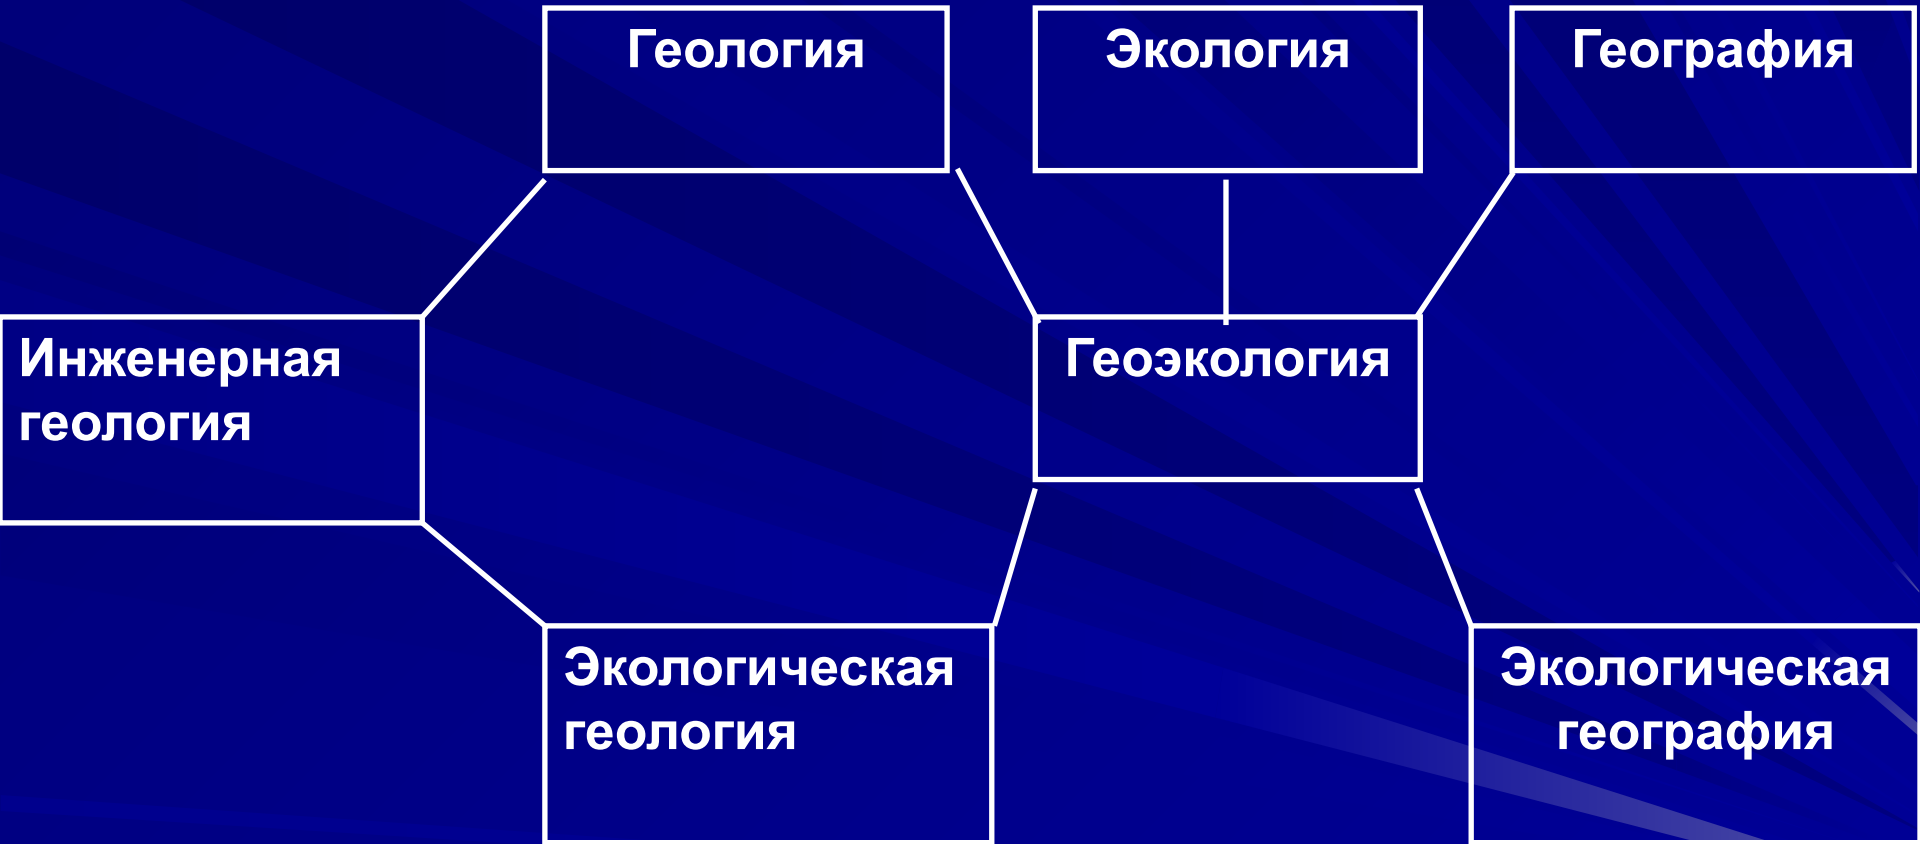 Геология
Экология
География
Инженерная
геология
Геоэкология
Экологическая
геология
Экологическая
география